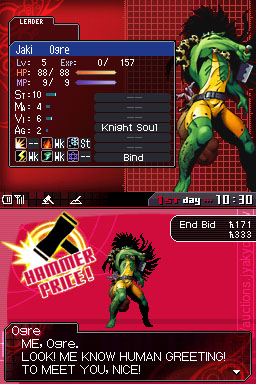 LEADER
Jaki Ogre
Lv: 5 Exp: 0/ 157
HP: 88/ 88
MP: 9/ 9
St: 10
Ma: 4
Vi: 6
Ag: 2
Knight Soul
Bind
-- Wk St
Wk Wk --
1st day 10:30
End Bid 171
333
HAMMER PRICE!
Ogre
ME, Ogre.
LOOK! ME KNOW HUMAN GREETING!
TO MEET YOU, NICE!